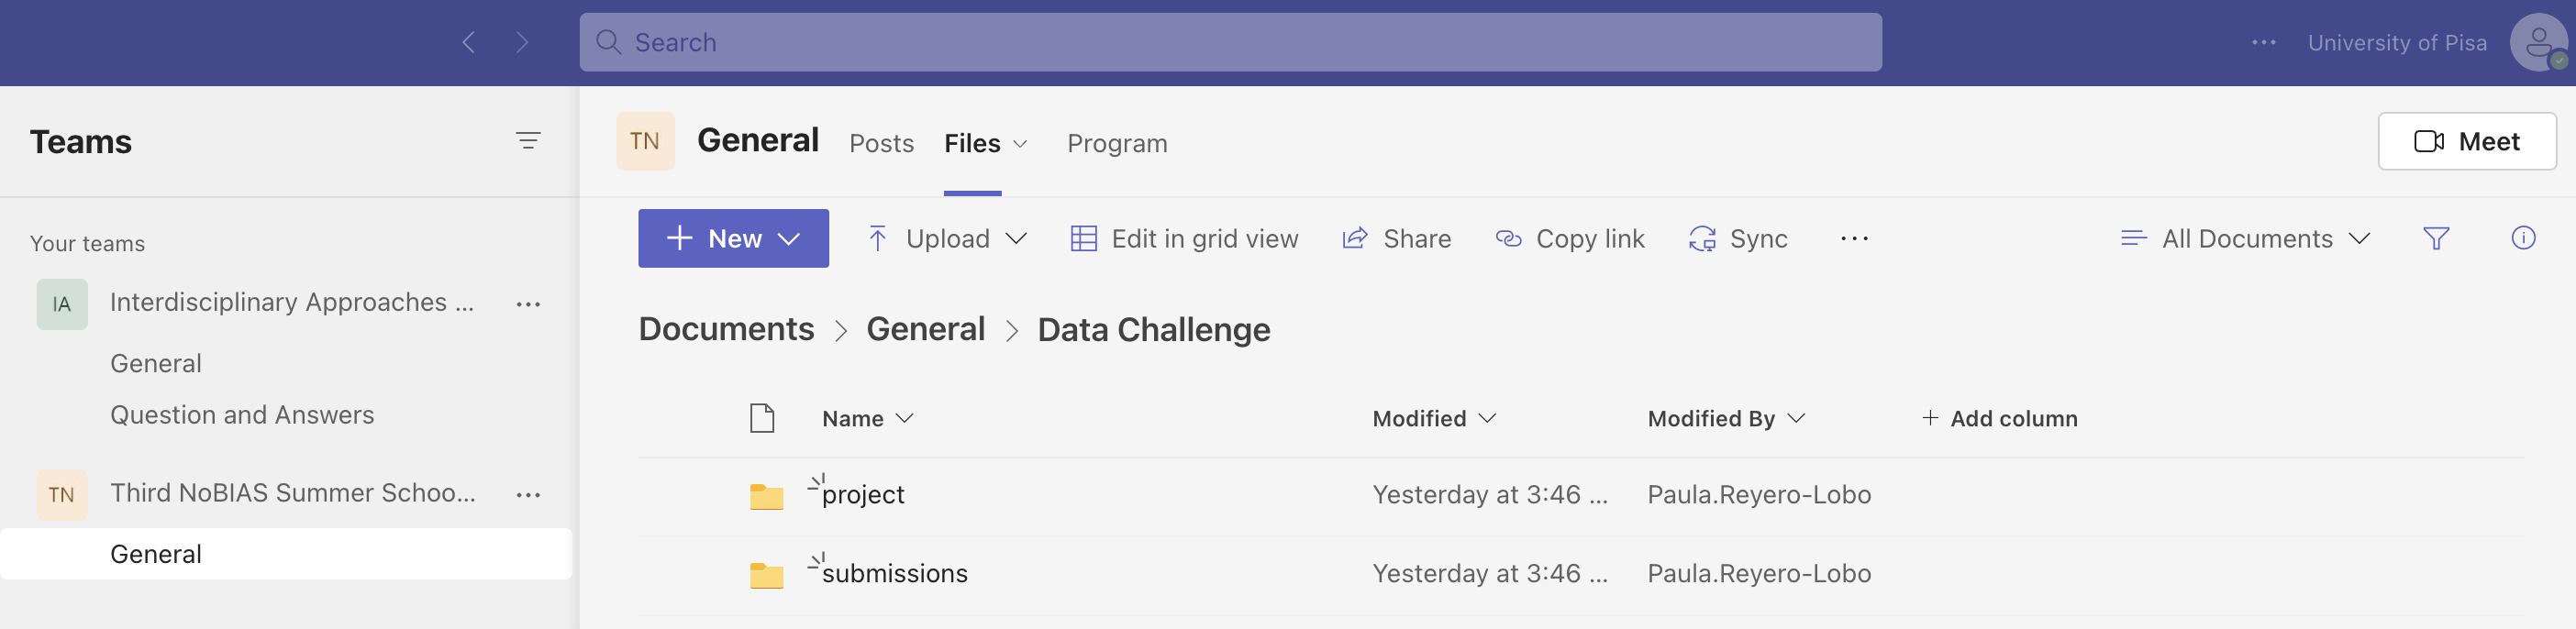 Search
University of Pisa
Teams
TN General Posts Files Program
Meet
Your teams
New Upload Edit in grid view Share Copy link Sync ... All Documents
IA Interdisciplinary Approaches ...
General
Question and Answers
TN Third NoBIAS Summer Schoo...
General
Documents > General > Data Challenge
Name Modified Modified By + Add column
project Yesterday at 3:46 ... Paula.Reyero-Lobo
submissions Yesterday at 3:46 ... Paula.Reyero-Lobo